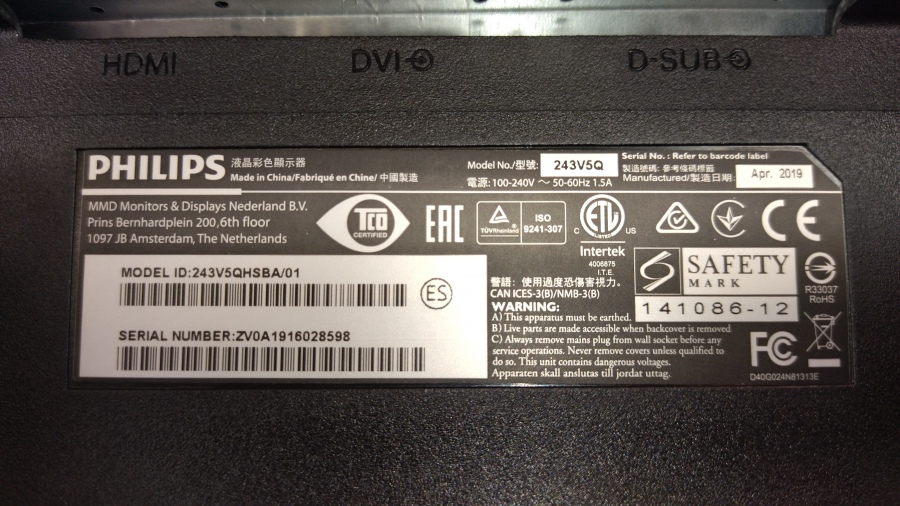 HDMI DVI-D D-SUB
PHILIPS 液晶彩色顯示器
Made in China/Fabriqué en Chine/ 中國製造
Model No./型號: 243V5Q
電源: 100-240V ~ 50-60Hz 1.5A
Serial No. : Refer to barcode label
製造號碼: 參考條碼標籤
Manufactured/製造日期: Apr. 2019
MMD Monitors & Displays Nederland B.V.
Prins Bernhardplein 200,6th floor
1097 JB Amsterdam, The Netherlands
TCO
CERTIFIED
EAC
TÜVRheinland
ISO
9241-307
C ETL US
LISTED
Intertek
4006875
I.T.E.
CE
MODEL ID:243V5QHSBA/01
ES
SERIAL NUMBER:ZV0A1916028598
警語: 使用過度恐傷害視力。
CAN ICES-3(B)/NMB-3(B)
WARNING:
A) This apparatus must be earthed.
B) Live parts are made accessible when backcover is removed
C) Always remove mains plug from wall socket before any
service operations. Never remove covers unless qualified to
do so. This unit contains dangerous voltages.
Apparaten skall anslutas till jordat uttag.
SAFETY
MARK
141086-12
R33037
RoHS
FC
D40G024N81313E